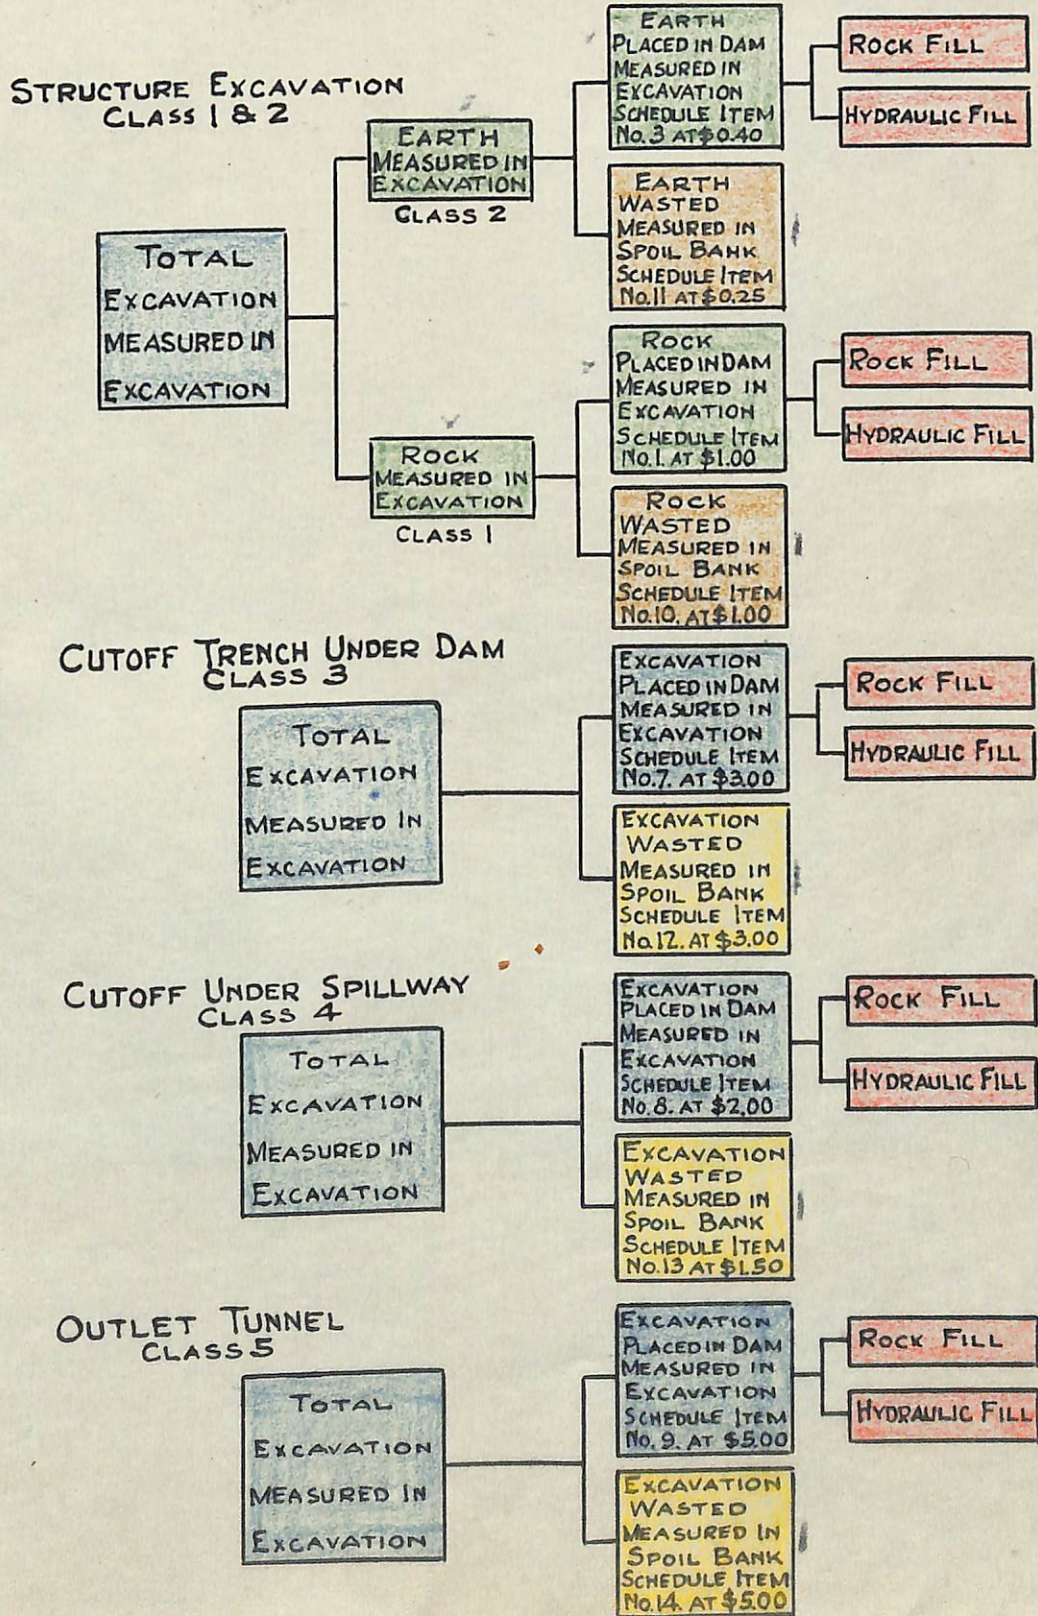 STRUCTURE EXCAVATION
CLASS 1 & 2
TOTAL
EXCAVATION
MEASURED IN
EXCAVATION
EARTH
MEASURED IN
EXCAVATION
CLASS 2
EARTH
PLACED IN DAM
MEASURED IN
EXCAVATION
SCHEDULE ITEM
No. 3 AT $0.40
ROCK FILL
HYDRAULIC FILL
EARTH
WASTED
MEASURED IN
SPOIL BANK
SCHEDULE ITEM
No. 11 AT $0.25
ROCK
MEASURED IN
EXCAVATION
CLASS 1
ROCK
PLACED IN DAM
MEASURED IN
EXCAVATION
SCHEDULE ITEM
No. 1. AT $1.00
ROCK FILL
HYDRAULIC FILL
ROCK
WASTED
MEASURED IN
SPOIL BANK
SCHEDULE ITEM
No. 10. AT $1.00
CUTOFF TRENCH UNDER DAM
CLASS 3
TOTAL
EXCAVATION
MEASURED IN
EXCAVATION
EXCAVATION
PLACED IN DAM
MEASURED IN
EXCAVATION
SCHEDULE ITEM
No. 7. AT $3.00
ROCK FILL
HYDRAULIC FILL
EXCAVATION
WASTED
MEASURED IN
SPOIL BANK
SCHEDULE ITEM
No. 12. AT $3.00
CUTOFF UNDER SPILLWAY
CLASS 4
TOTAL
EXCAVATION
MEASURED IN
EXCAVATION
EXCAVATION
PLACED IN DAM
MEASURED IN
EXCAVATION
SCHEDULE ITEM
No. 8. AT $2.00
ROCK FILL
HYDRAULIC FILL
EXCAVATION
WASTED
MEASURED IN
SPOIL BANK
SCHEDULE ITEM
No. 13 AT $1.50
OUTLET TUNNEL
CLASS 5
TOTAL
EXCAVATION
MEASURED IN
EXCAVATION
EXCAVATION
PLACED IN DAM
MEASURED IN
EXCAVATION
SCHEDULE ITEM
No. 9. AT $5.00
ROCK FILL
HYDRAULIC FILL
EXCAVATION
WASTED
MEASURED IN
SPOIL BANK
SCHEDULE ITEM
No. 14. AT $5.00